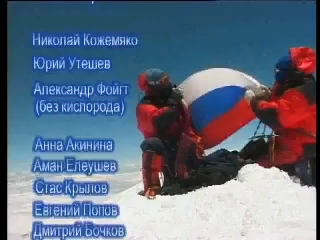 Николай Кожемяко
Юрий Утешев
Александр Фойгт
(без кислорода)
Анна Акинина
Аман Елеушев
Стас Крылов
Евгений Попов
Дмитрий Бочков